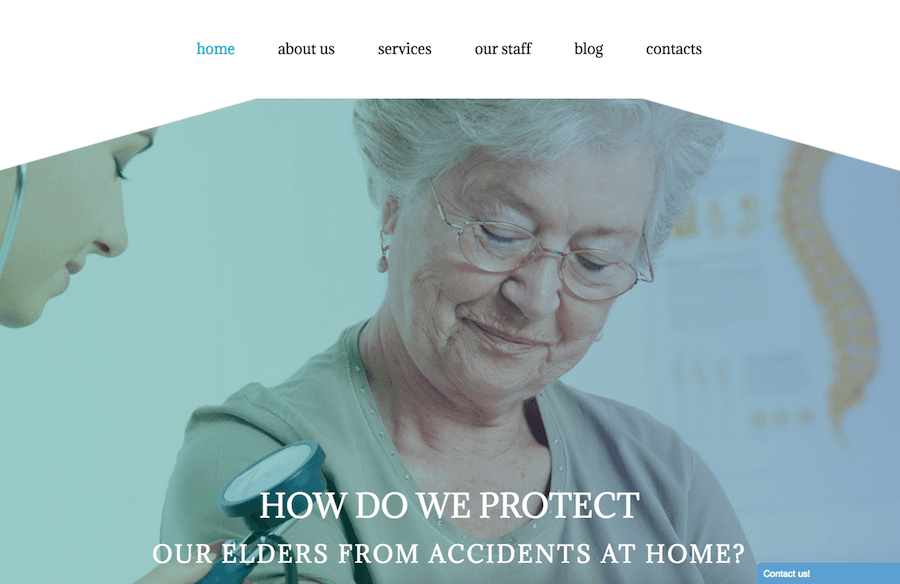 home about us services our staff blog contacts
HOW DO WE PROTECT
OUR ELDERS FROM ACCIDENTS AT HOME?
Contact us!